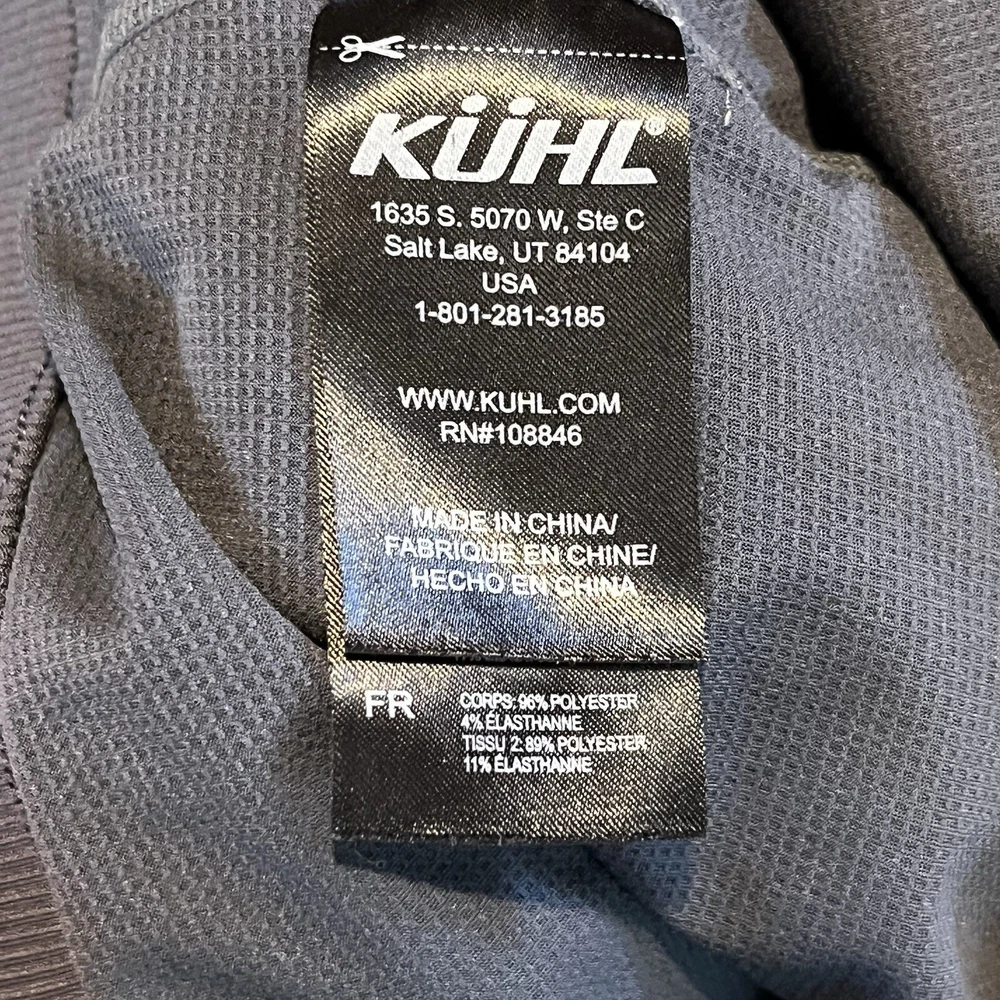 KÜHL®
1635 S. 5070 W, Ste C
Salt Lake, UT 84104
USA
1-801-281-3185
WWW.KUHL.COM
RN#108846
MADE IN CHINA/
FABRIQUE EN CHINE/
HECHO EN CHINA
FR
CORPS: 96% POLYESTER
4% ÉLASTHANNE
TISSU 2: 89% POLYESTER
11% ÉLASTHANNE